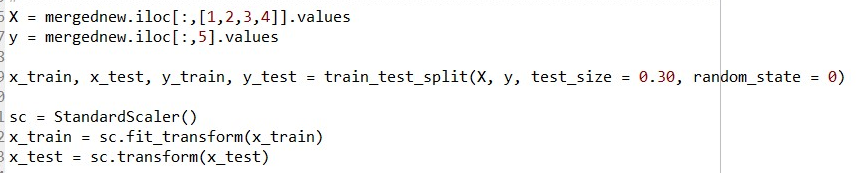 X = mergednew.iloc[:,[1,2,3,4]].values
y = mergednew.iloc[:,5].values
x_train, x_test, y_train, y_test = train_test_split(X, y, test_size = 0.30, random_state = 0)
sc = StandardScaler()
x_train = sc.fit_transform(x_train)
x_test = sc.transform(x_test)